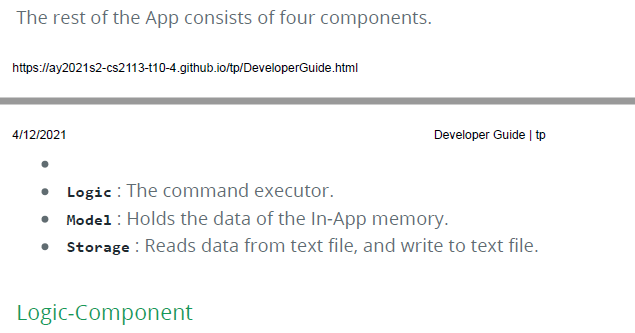 The rest of the App consists of four components.
https://ay2021s2-cs2113-t10-4.github.io/tp/DeveloperGuide.html
4/12/2021 Developer Guide | tp
•
• Logic : The command executor.
• Model : Holds the data of the In-App memory.
• Storage : Reads data from text file, and write to text file.
Logic-Component